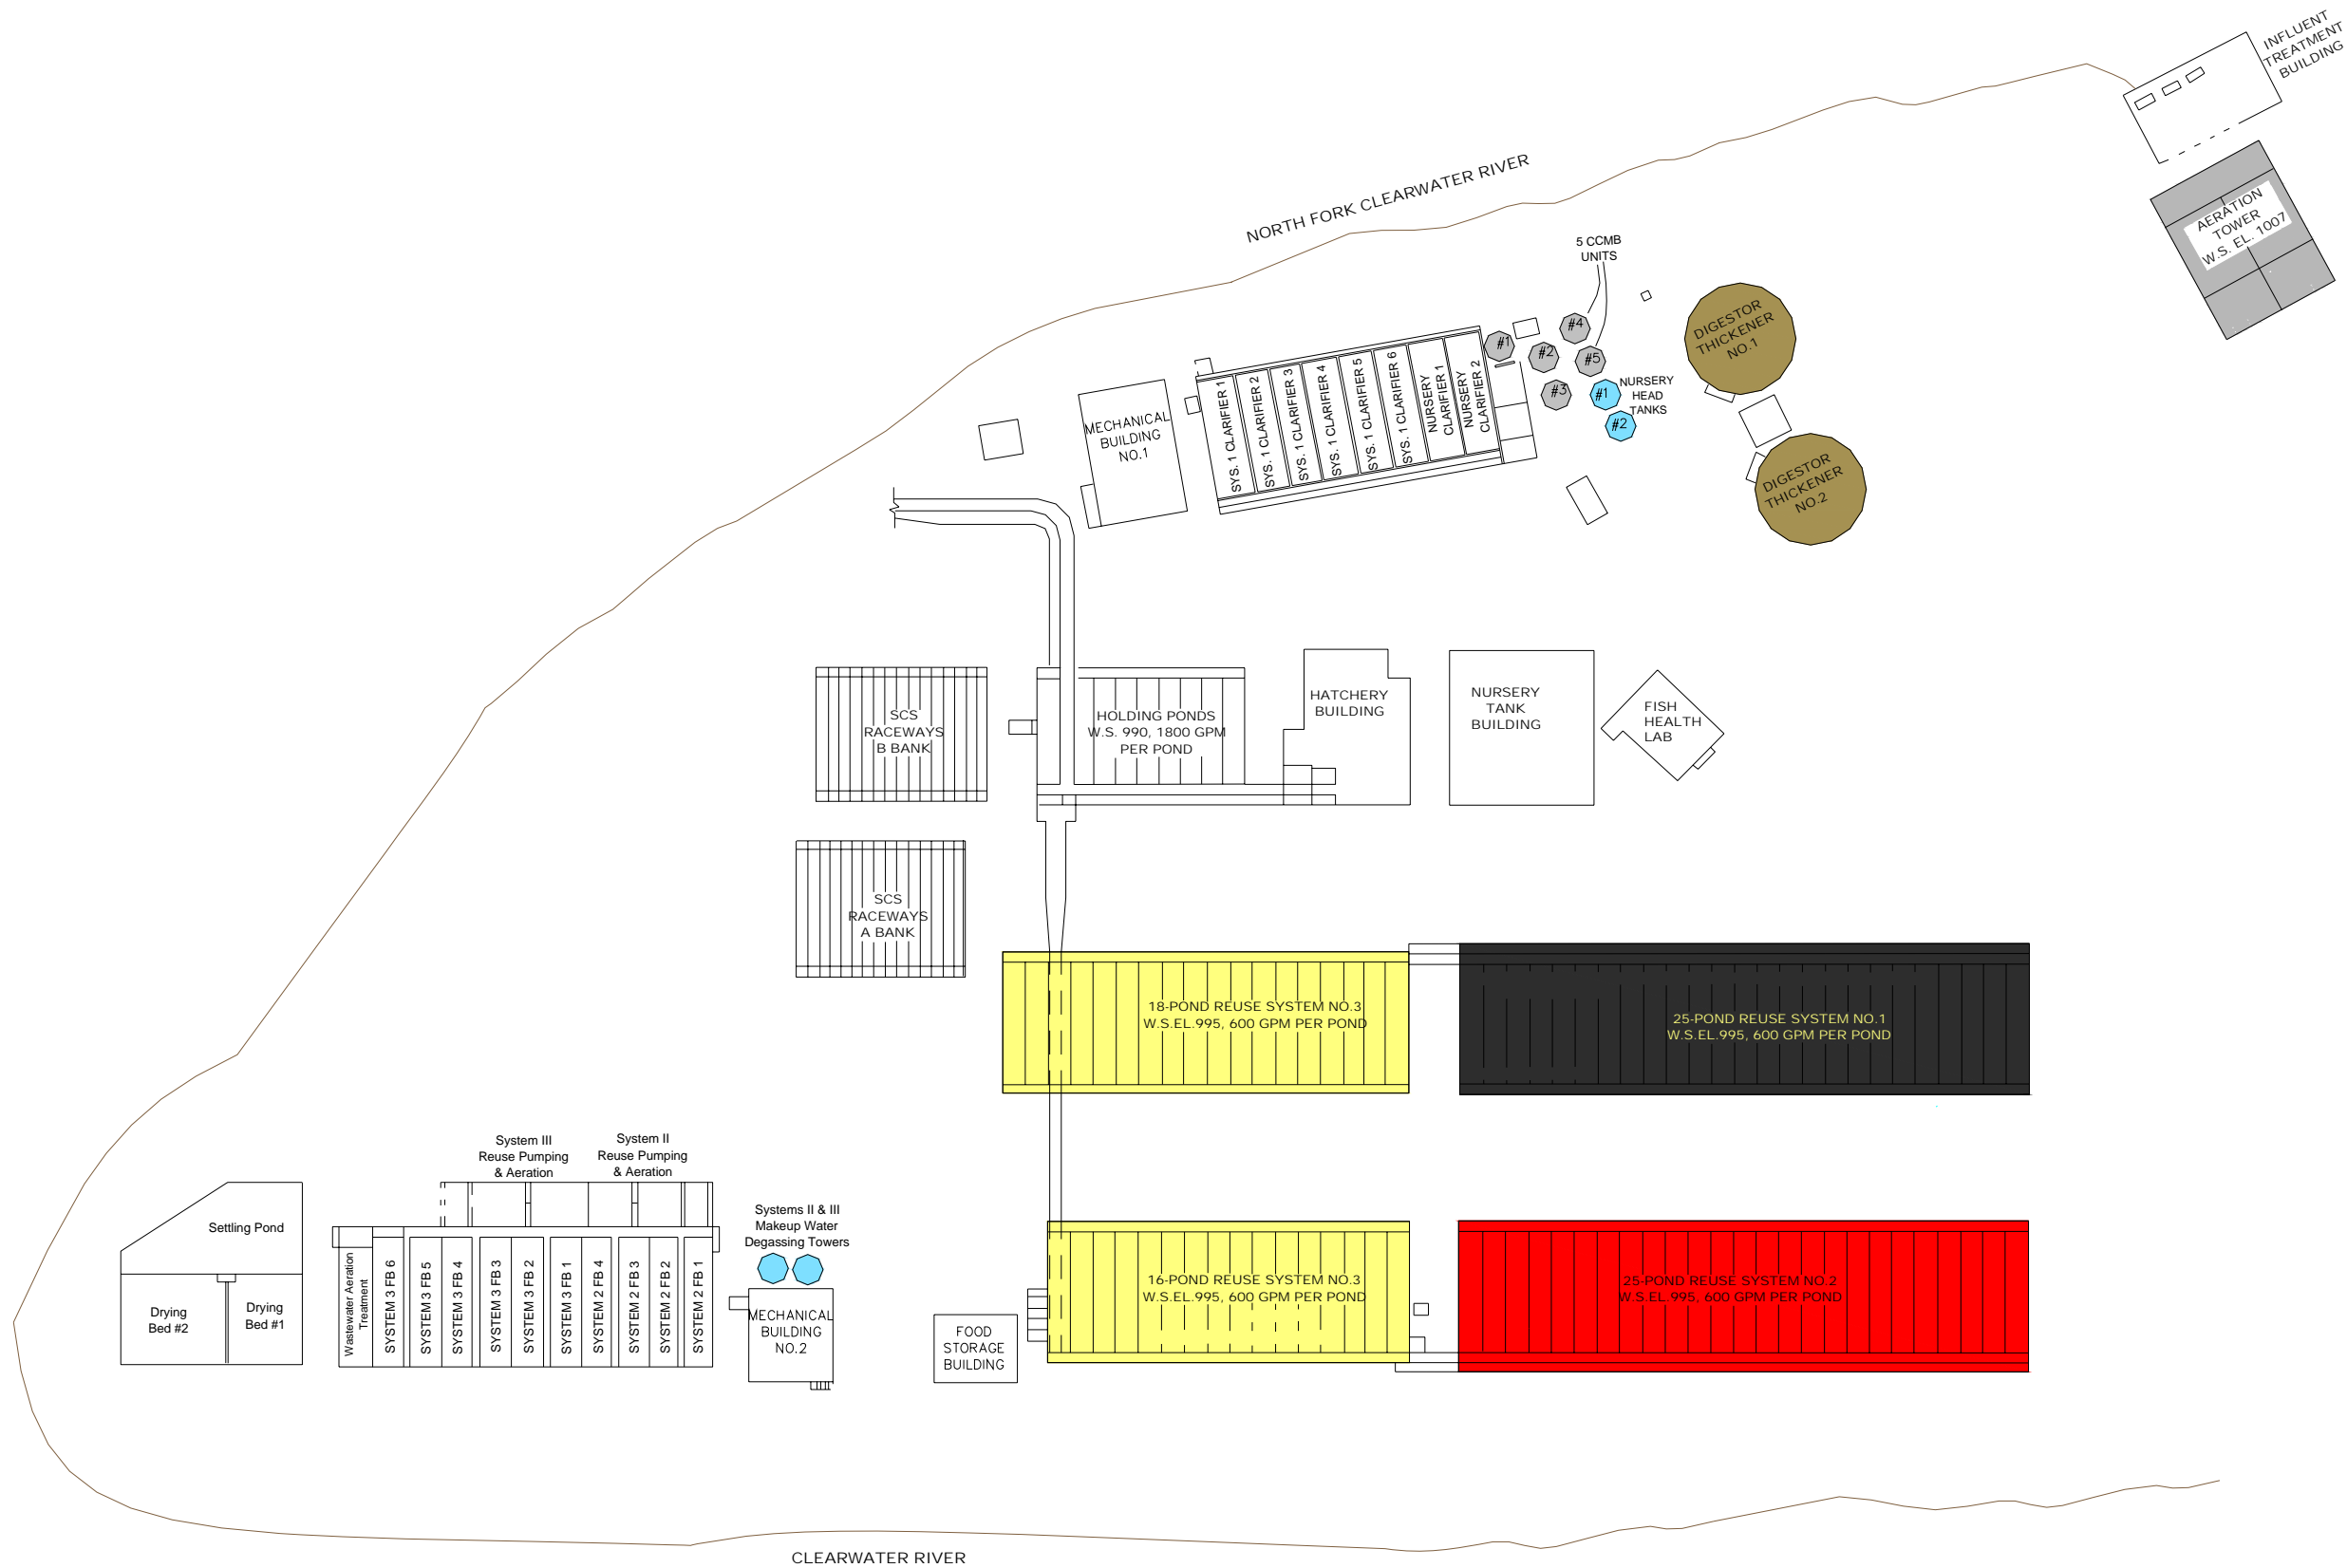 INFLUENT
TREATMENT
BUILDING
AERATION
TOWER
W.S. EL. 1007
NORTH FORK CLEARWATER RIVER
5 CCMB
UNITS
#1
#2
#3
#4
#5
NURSERY
HEAD
TANKS
#1
#2
DIGESTOR
THICKENER
NO.1
DIGESTOR
THICKENER
NO.2
MECHANICAL
BUILDING
NO.1
SYS. 1 CLARIFIER 1
SYS. 1 CLARIFIER 2
SYS. 1 CLARIFIER 3
SYS. 1 CLARIFIER 4
SYS. 1 CLARIFIER 5
SYS. 1 CLARIFIER 6
NURSERY
CLARIFIER 1
NURSERY
CLARIFIER 2
SCS
RACEWAYS
B BANK
HOLDING PONDS
W.S. 990, 1800 GPM
PER POND
HATCHERY
BUILDING
NURSERY
TANK
BUILDING
FISH
HEALTH
LAB
SCS
RACEWAYS
A BANK
18-POND REUSE SYSTEM NO.3
W.S.EL.995, 600 GPM PER POND
25-POND REUSE SYSTEM NO.1
W.S.EL.995, 600 GPM PER POND
System III
Reuse Pumping
& Aeration
System II
Reuse Pumping
& Aeration
Settling Pond
Drying
Bed #2
Drying
Bed #1
Wastewater Aeration
Treatment
SYSTEM 3 FB 6
SYSTEM 3 FB 5
SYSTEM 3 FB 4
SYSTEM 3 FB 3
SYSTEM 3 FB 2
SYSTEM 3 FB 1
SYSTEM 2 FB 4
SYSTEM 2 FB 3
SYSTEM 2 FB 2
SYSTEM 2 FB 1
Systems II & III
Makeup Water
Degassing Towers
MECHANICAL
BUILDING
NO.2
FOOD
STORAGE
BUILDING
16-POND REUSE SYSTEM NO.3
W.S.EL.995, 600 GPM PER POND
25-POND REUSE SYSTEM NO.2
W.S.EL.995, 600 GPM PER POND
CLEARWATER RIVER